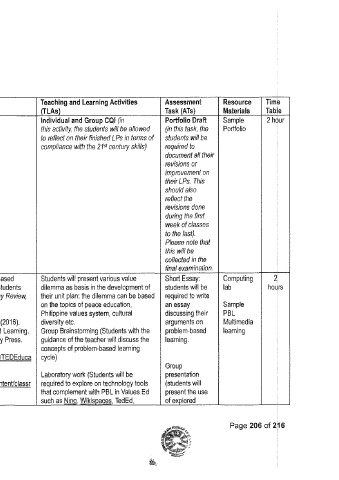 Teaching and Learning Activities
(TLAs)
Assessment
Task (ATs)
Resource
Materials
Time
Table
Individual and Group CQI (in
this activity, the students will be allowed
to reflect on their finished LPs in terms of
compliance with the 21st century skills)
Portfolio Draft
(in this task, the
students will be
required to
document all their
revisions or
improvement on
their LPs. This
should also
reflect the
revisions done
during the first
week of classes
to the last).
Please note that
this will be
collected in the
final examination.
Sample
Portfolio
2 hour
ased
tudents
y Review,
(2016).
f Learning.
y Press.
/TEDEduca
ntent/classr
Students will present various value
dilemma as basis in the development of
their unit plan: the dilemma can be based
on the topics of peace education,
Philippine values system, cultural
diversity etc.
Group Brainstorming (Students with the
guidance of the teacher will discuss the
concepts of problem-based learning
cycle)
Laboratory work (Students will be
required to explore on technology tools
that complement with PBL in Values Ed
such as Ning, Wikispaces, TedEd,
Short Essay:
students will be
required to write
an essay
discussing their
arguments on
problem-based
learning.
Group
presentation
(students will
present the use
of explored
Computing
lab
Sample
PBL
Multimedia
learning
2
hours
Page 206 of 216